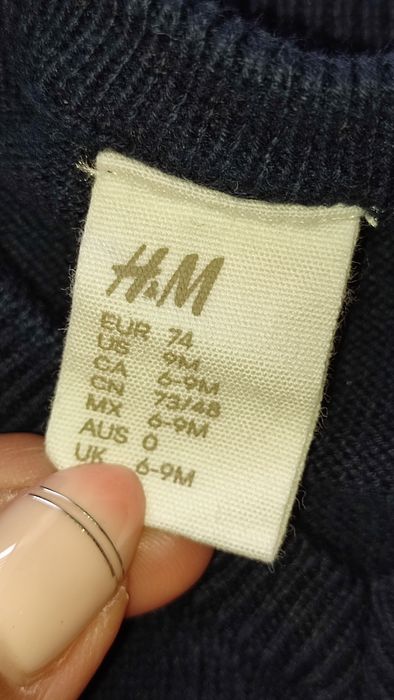 H&M
EUR 74
US 9M
CA 6-9M
CN 73/48
MX 6-9M
AUS 0
UK 6-9M